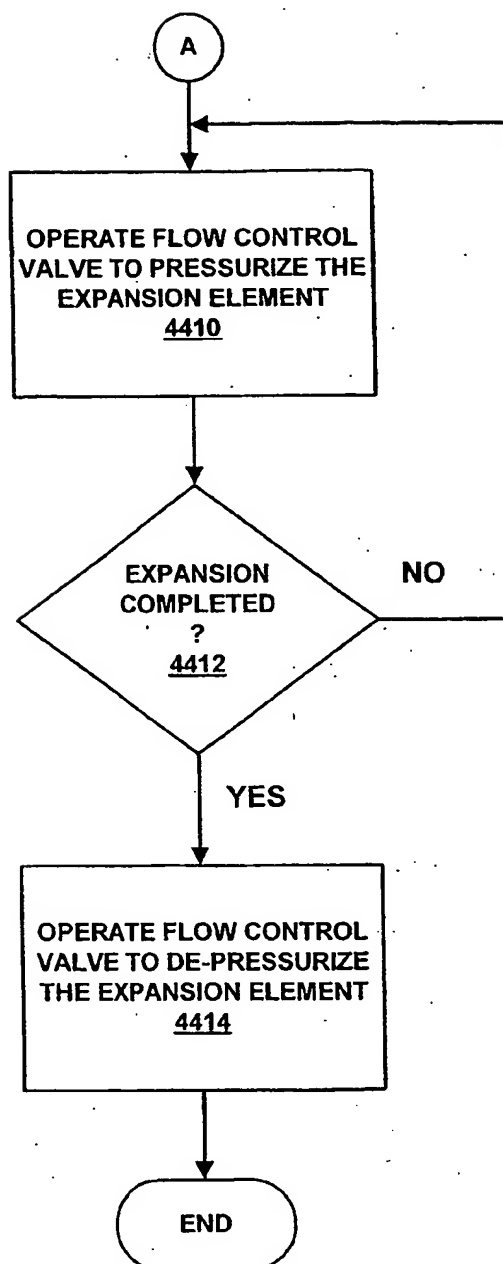 A
OPERATE FLOW CONTROL
VALVE TO PRESSURIZE THE
EXPANSION ELEMENT
4410
EXPANSION
COMPLETED
?
4412
NO
YES
OPERATE FLOW CONTROL
VALVE TO DE-PRESSURIZE
THE EXPANSION ELEMENT
4414
END